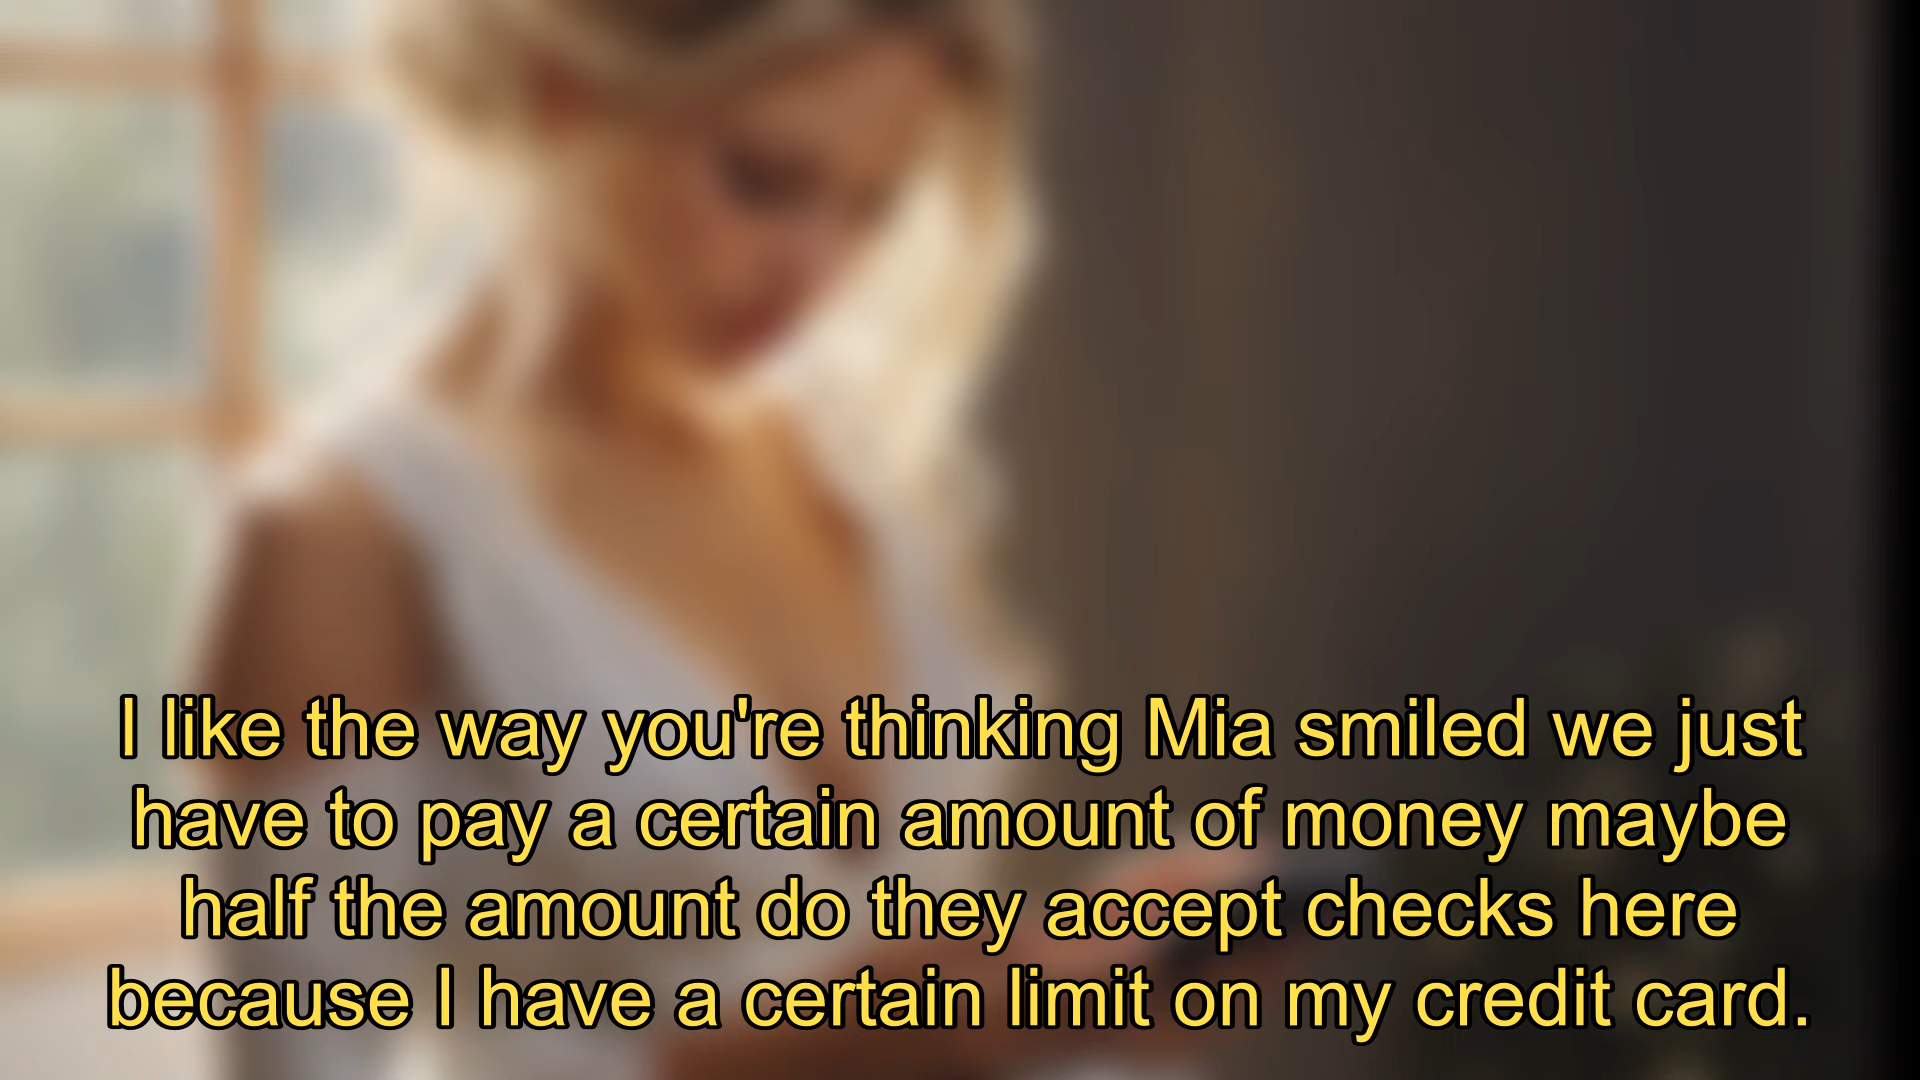 I like the way you're thinking Mia smiled we just
have to pay a certain amount of money maybe
half the amount do they accept checks here
because I have a certain limit on my credit card.